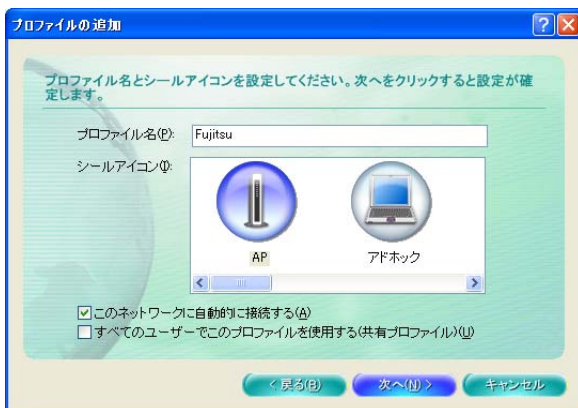 プロファイルの追加
プロファイル名とシールアイコンを設定してください。次へをクリックすると設定が確
定します。
プロファイル名(P):
Fujitsu
シールアイコン(I):
AP
アドホック
このネットワークに自動的に接続する(A)
すべてのユーザーでこのプロファイルを使用する(共有プロファイル)(U)
< 戻る(B)
次へ(N) >
キャンセル